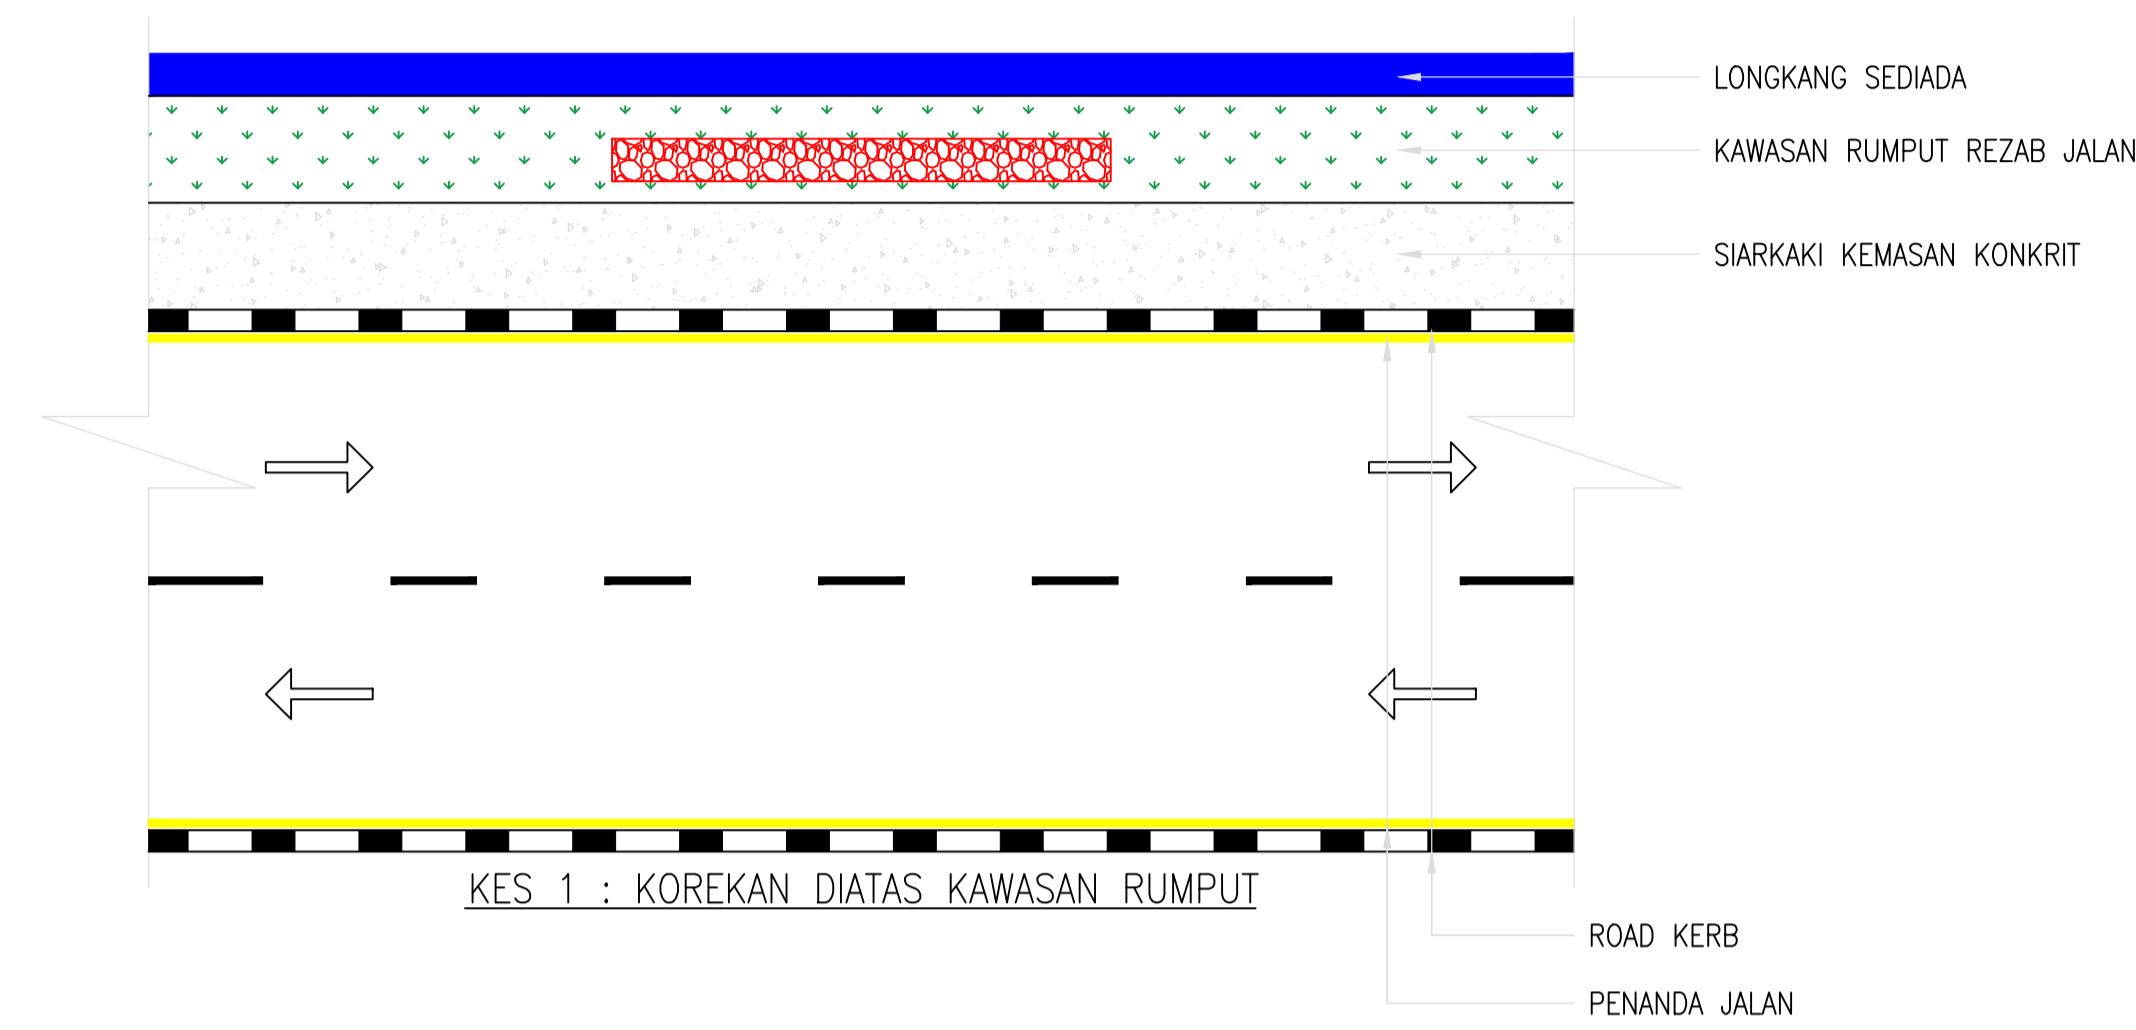 LONGKANG SEDIADA
KAWASAN RUMPUT REZAB JALAN
SIARKAKI KEMASAN KONKRIT
KES 1 : KOREKAN DIATAS KAWASAN RUMPUT
ROAD KERB
PENANDA JALAN